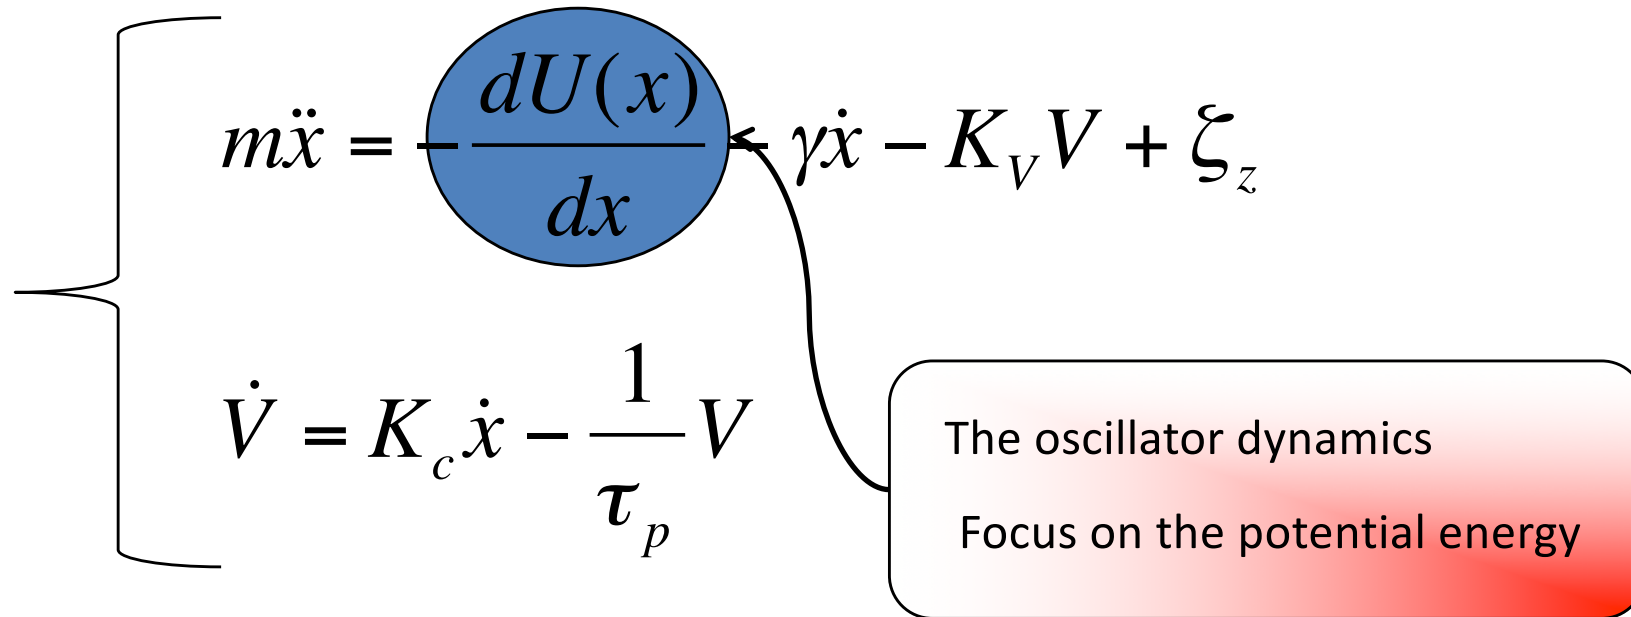 mẍ = − dU(x)/dx − γẋ − K_V V + ζ_z
V̇ = K_c ẋ − 1/τ_p V
The oscillator dynamics
Focus on the potential energy